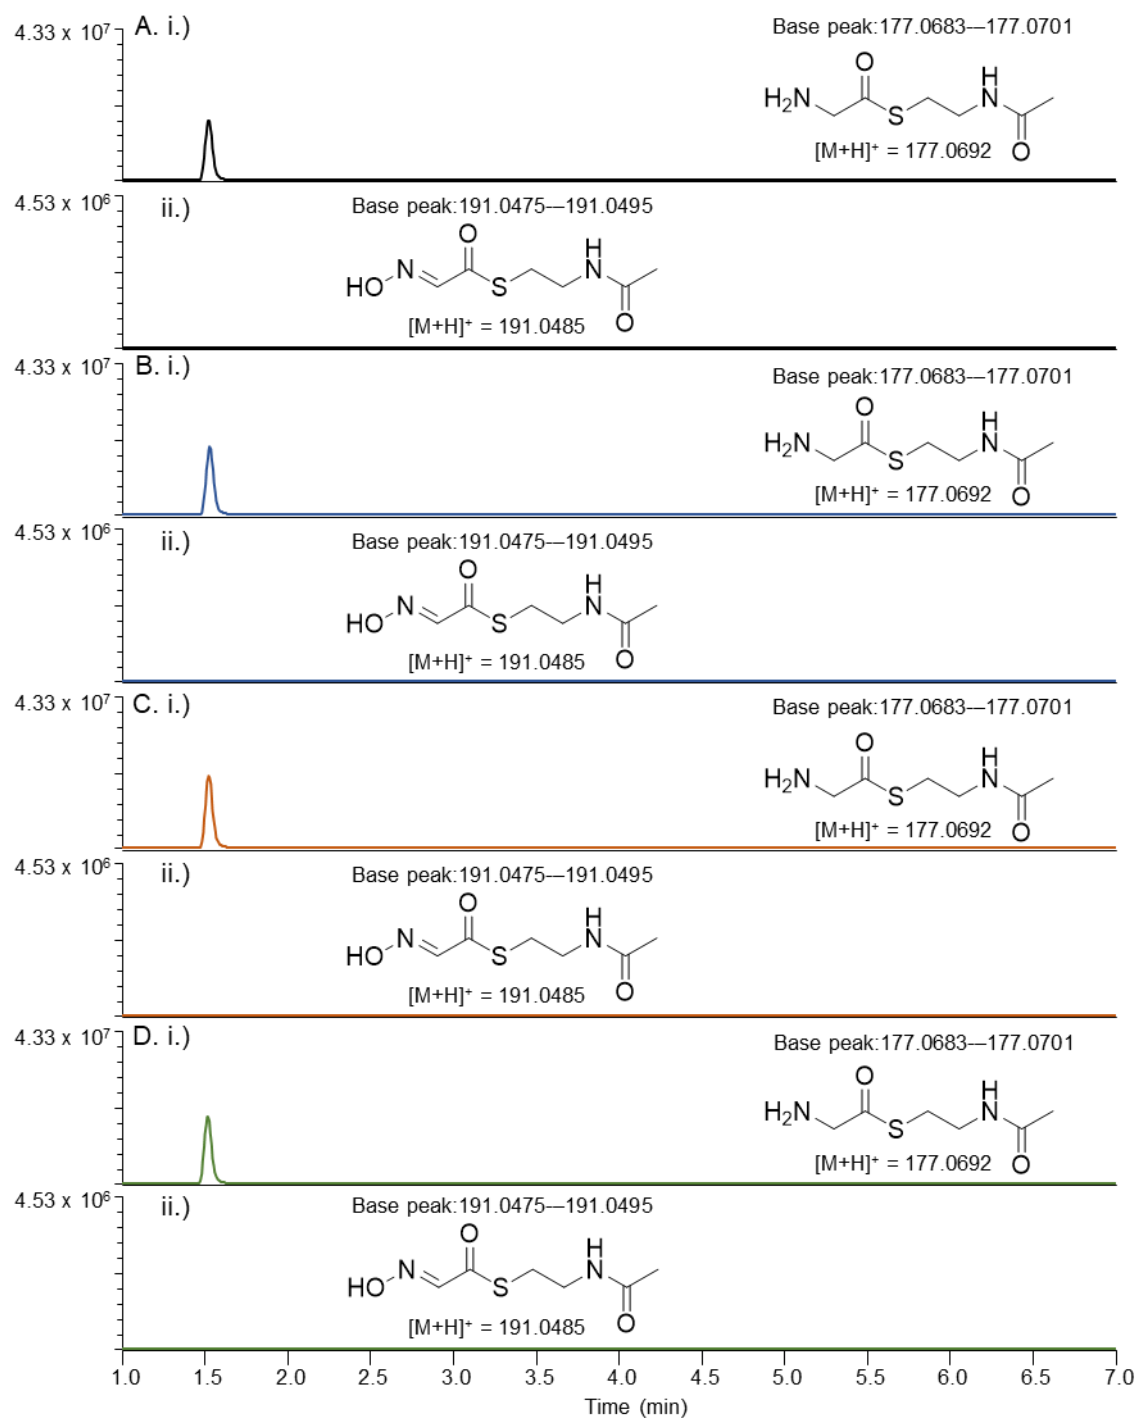 4.33 x 10⁷
A. i.)
Base peak:177.0683-–177.0701
O
H
H₂N
N
S
[M+H]⁺ = 177.0692
O
4.53 x 10⁶
ii.)
Base peak:191.0475-–191.0495
O
H
N
N
HO
S
[M+H]⁺ = 191.0485
O
4.33 x 10⁷
B. i.)
Base peak:177.0683-–177.0701
O
H
H₂N
N
S
[M+H]⁺ = 177.0692
O
4.53 x 10⁶
ii.)
Base peak:191.0475-–191.0495
O
H
N
N
HO
S
[M+H]⁺ = 191.0485
O
4.33 x 10⁷
C. i.)
Base peak:177.0683-–177.0701
O
H
H₂N
N
S
[M+H]⁺ = 177.0692
O
4.53 x 10⁶
ii.)
Base peak:191.0475-–191.0495
O
H
N
N
HO
S
[M+H]⁺ = 191.0485
O
4.33 x 10⁷
D. i.)
Base peak:177.0683-–177.0701
O
H
H₂N
N
S
[M+H]⁺ = 177.0692
O
4.53 x 10⁶
ii.)
Base peak:191.0475-–191.0495
O
H
N
N
HO
S
[M+H]⁺ = 191.0485
O
1.0 1.5 2.0 2.5 3.0 3.5 4.0 4.5 5.0 5.5 6.0 6.5 7.0
Time (min)